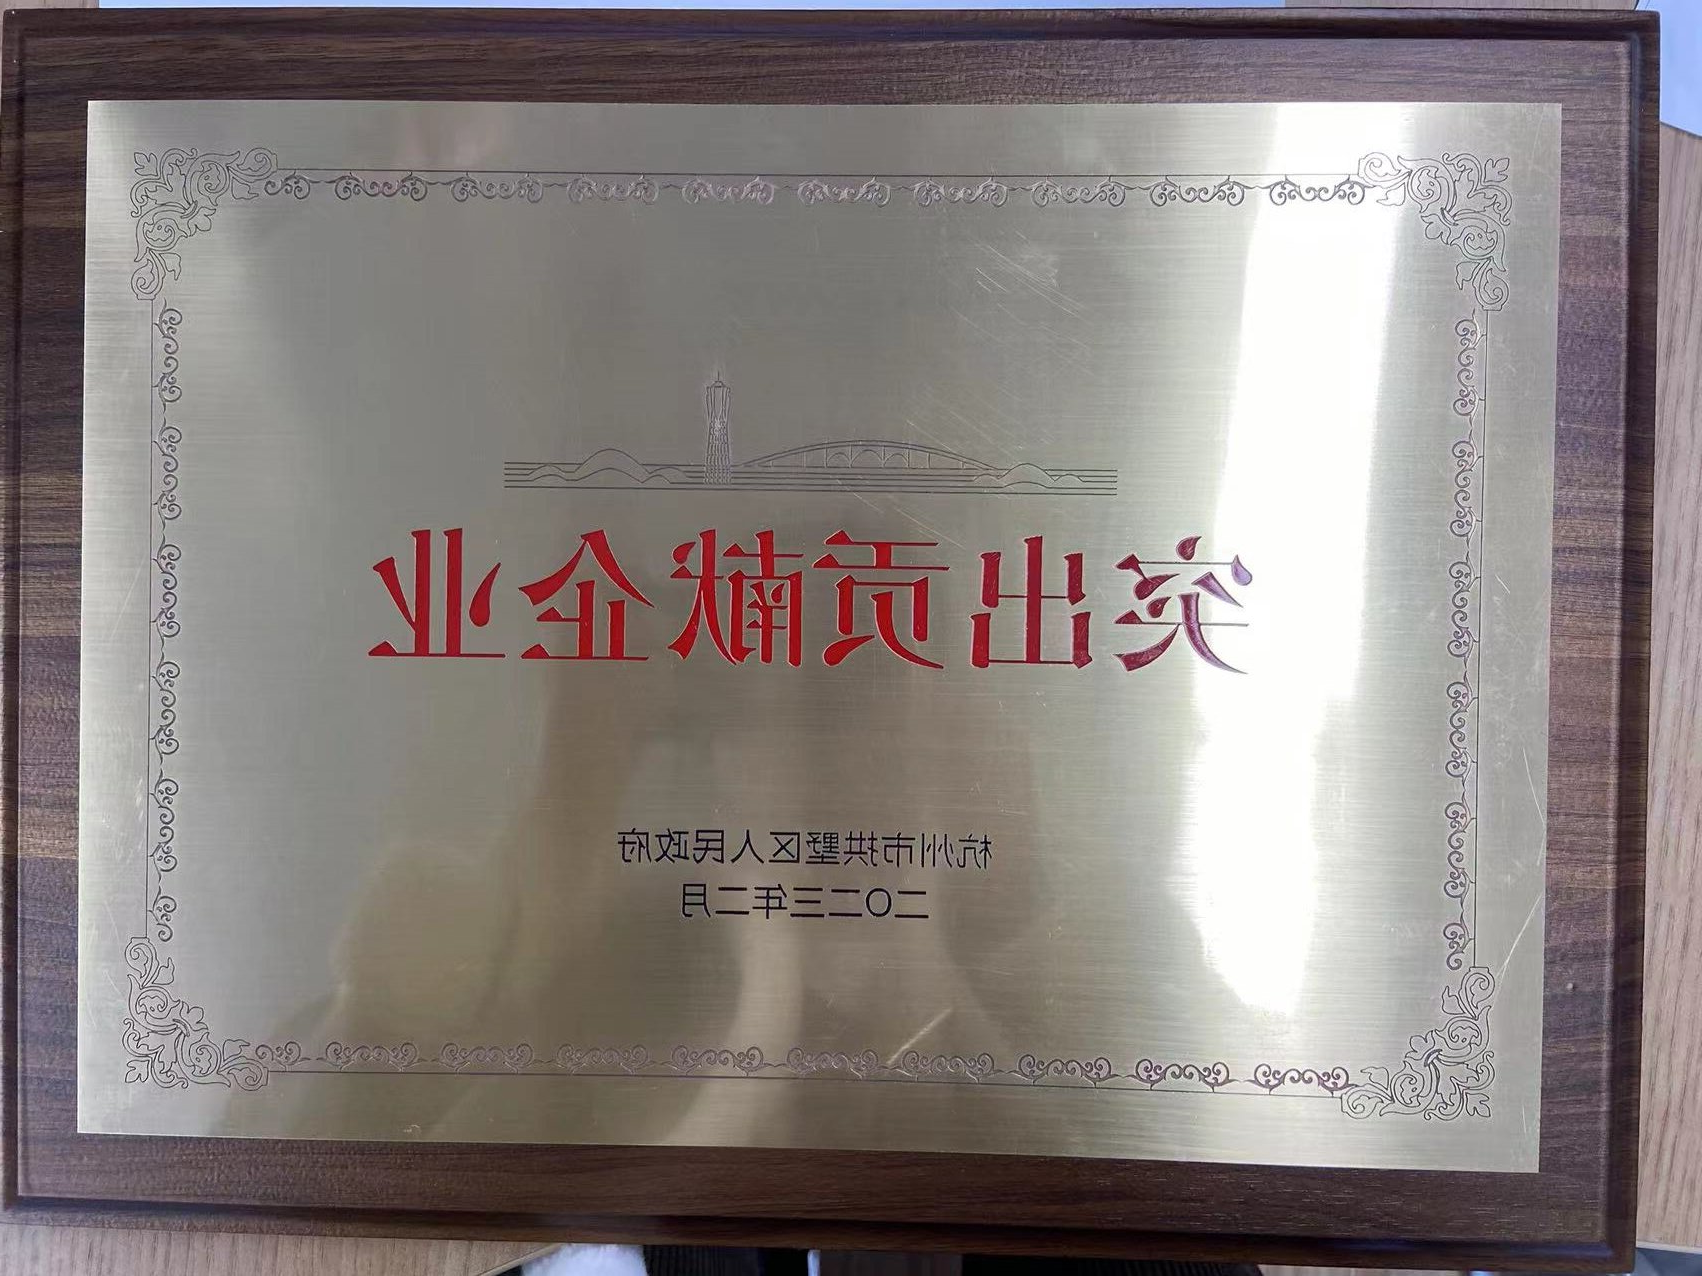 突出贡献企业
杭州市拱墅区人民政府
二〇二三年二月